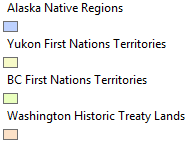 Alaska Native Regions
Yukon First Nations Territories
BC First Nations Territories
Washington Historic Treaty Lands